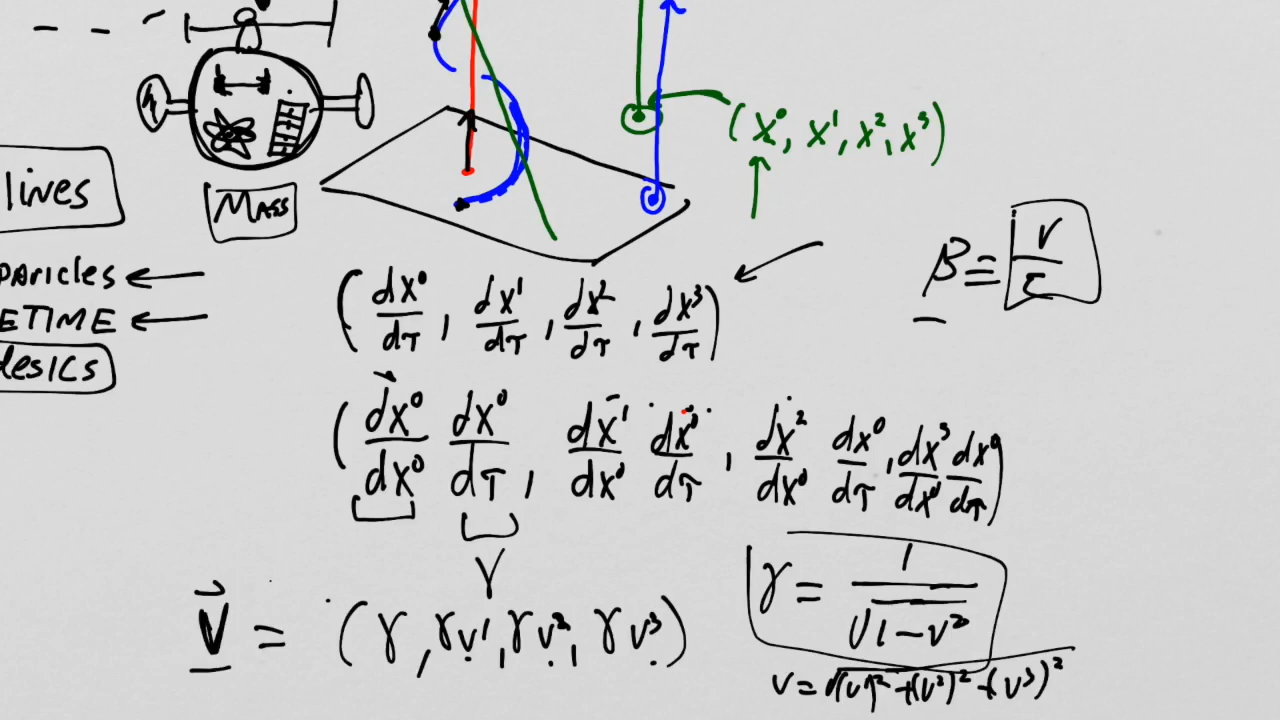 (x⁰, x¹, x², x³)
lives
MASS
PARICLES
ETIME
desICs
β ≡ v/c
(dx⁰/dτ, dx¹/dτ, dx²/dτ, dx³/dτ)
(dx⁰/dx⁰ dx⁰/dτ, dx¹/dx⁰ dx⁰/dτ, dx²/dx⁰ dx⁰/dτ, dx³/dx⁰ dx⁰/dτ)
γ
V⃗ = (γ, γv¹, γv², γv³)
γ = 1/√(1-v²)
v = √((v¹)² + (v²)² + (v³)²)